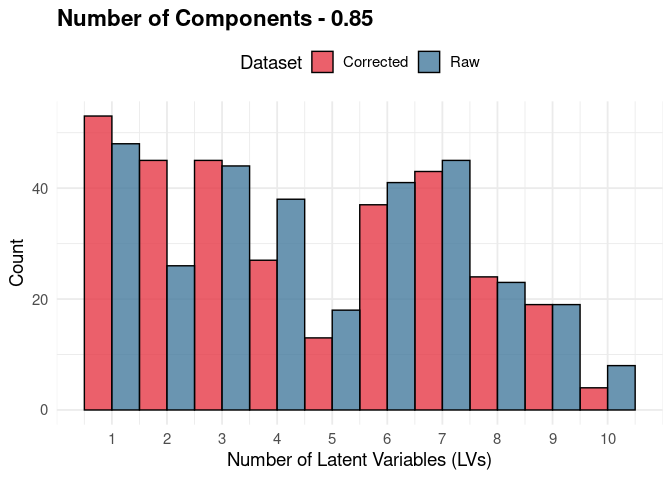 Number of Components - 0.85
Dataset Corrected Raw
Count
40
20
0
1 2 3 4 5 6 7 8 9 10
Number of Latent Variables (LVs)